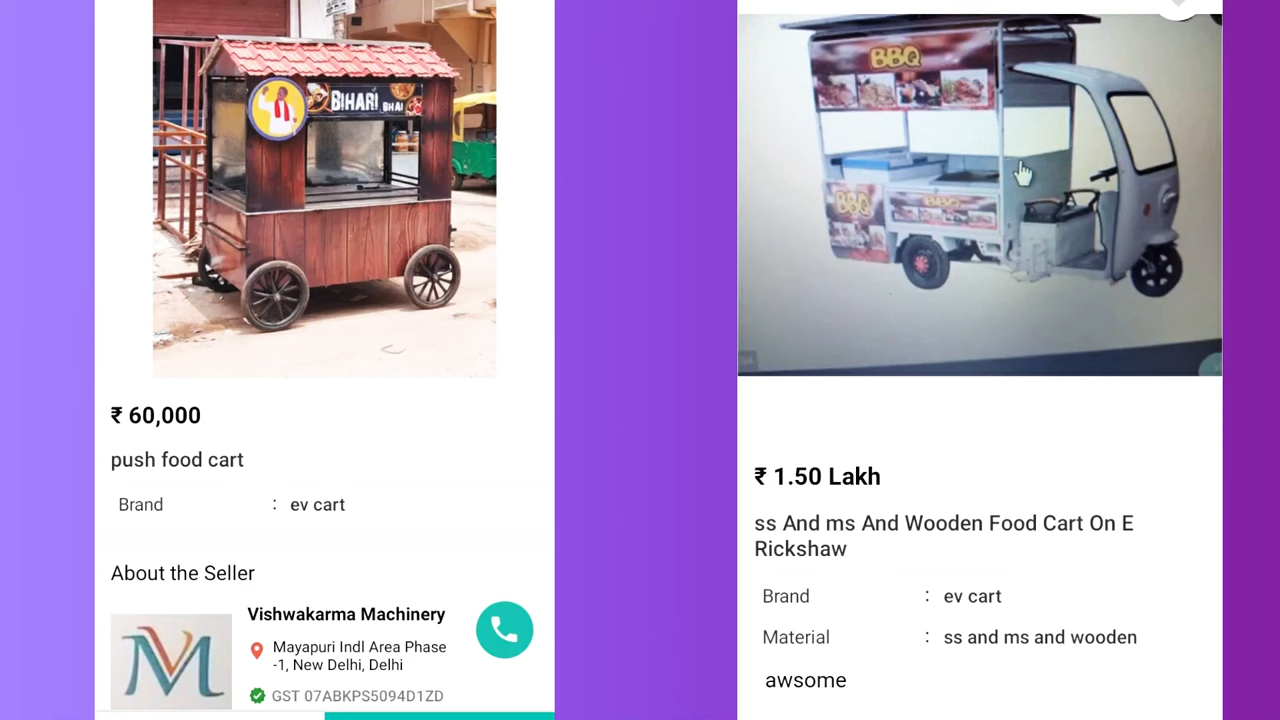 BIHARI BHAI
₹ 60,000
push food cart
Brand : ev cart
About the Seller
Vishwakarma Machinery
Mayapuri Indl Area Phase
-1, New Delhi, Delhi
GST 07ABKPS5094D1ZD
BBQ
BBQ
BBQ
₹ 1.50 Lakh
ss And ms And Wooden Food Cart On E
Rickshaw
Brand : ev cart
Material : ss and ms and wooden
awsome